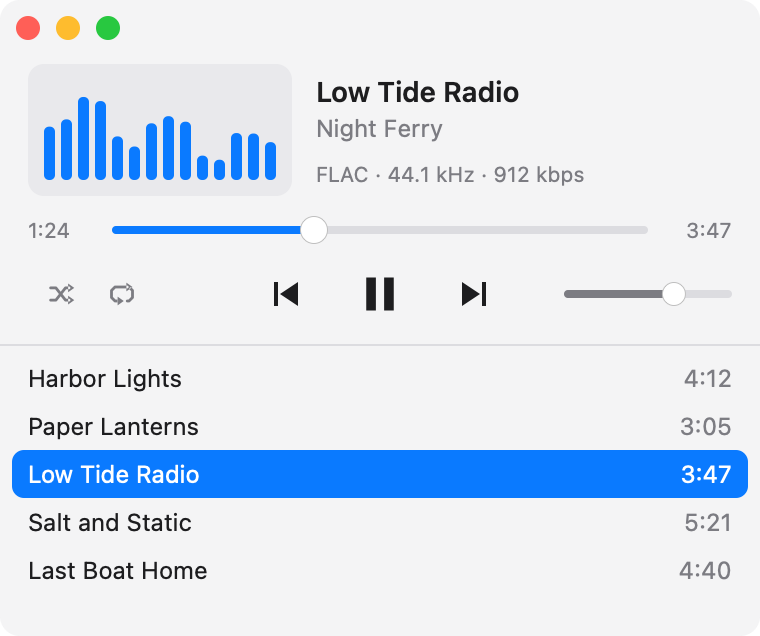 Low Tide Radio
Night Ferry
FLAC · 44.1 kHz · 912 kbps
1:24 3:47
Harbor Lights 4:12
Paper Lanterns 3:05
Low Tide Radio 3:47
Salt and Static 5:21
Last Boat Home 4:40